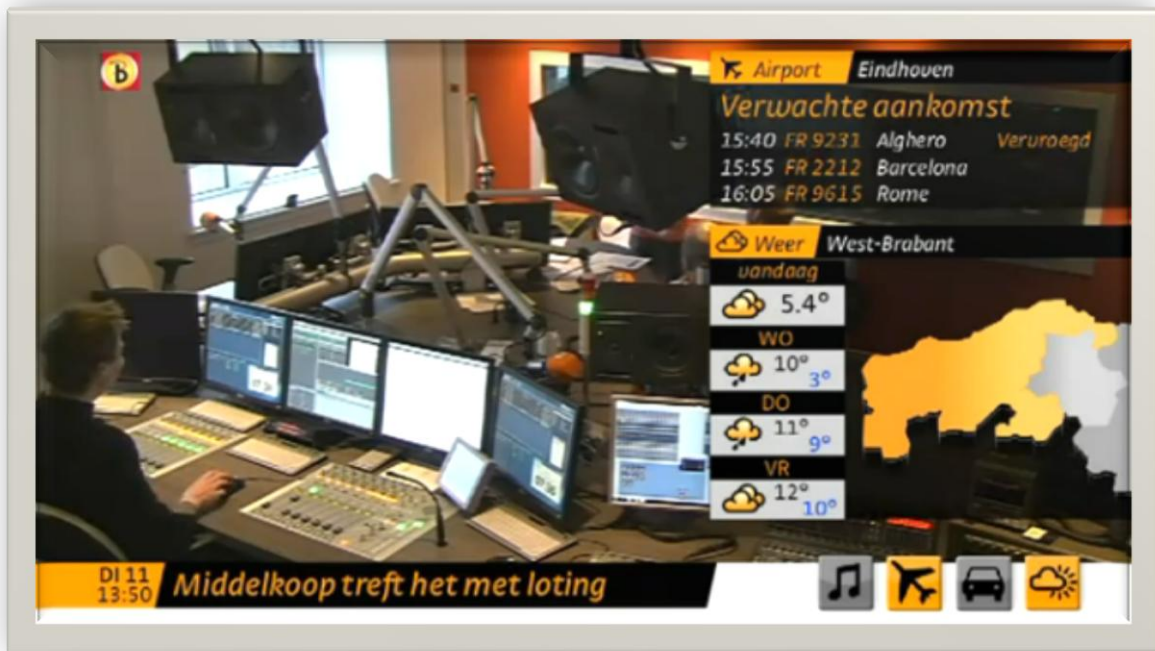 B
Airport Eindhoven
Verwachte aankomst
15:40 FR 9231 Alghero Vervroegd
15:55 FR 2212 Barcelona
16:05 FR 9615 Rome
Weer West-Brabant
vandaag
5.4°
WO
10°
3°
DO
11°
9°
VR
12°
10°
DI 11
13:50
Middelkoop treft het met loting